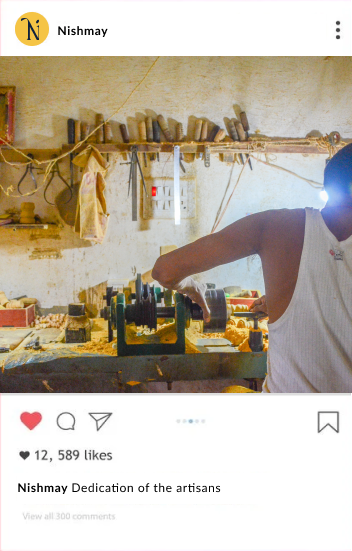 N
Nishmay
12, 589 likes
Nishmay Dedication of the artisans
View all 300 comments